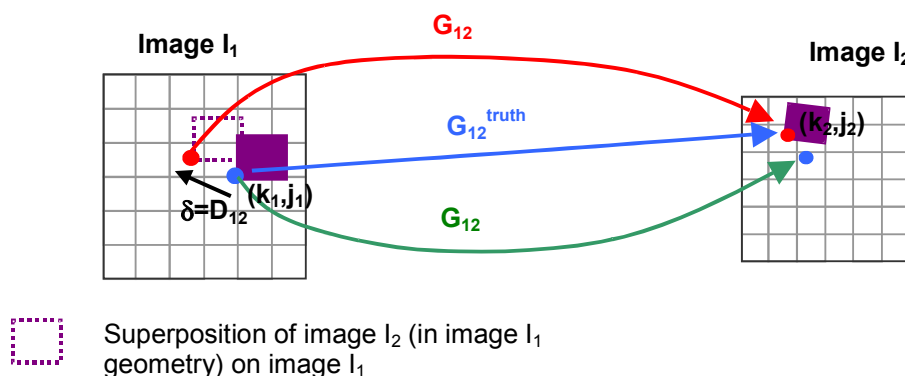 G12
Image I1
Image I2
G12truth
(k2,j2)
(k1,j1)
δ=D12
G12
Superposition of image I2 (in image I1
geometry) on image I1